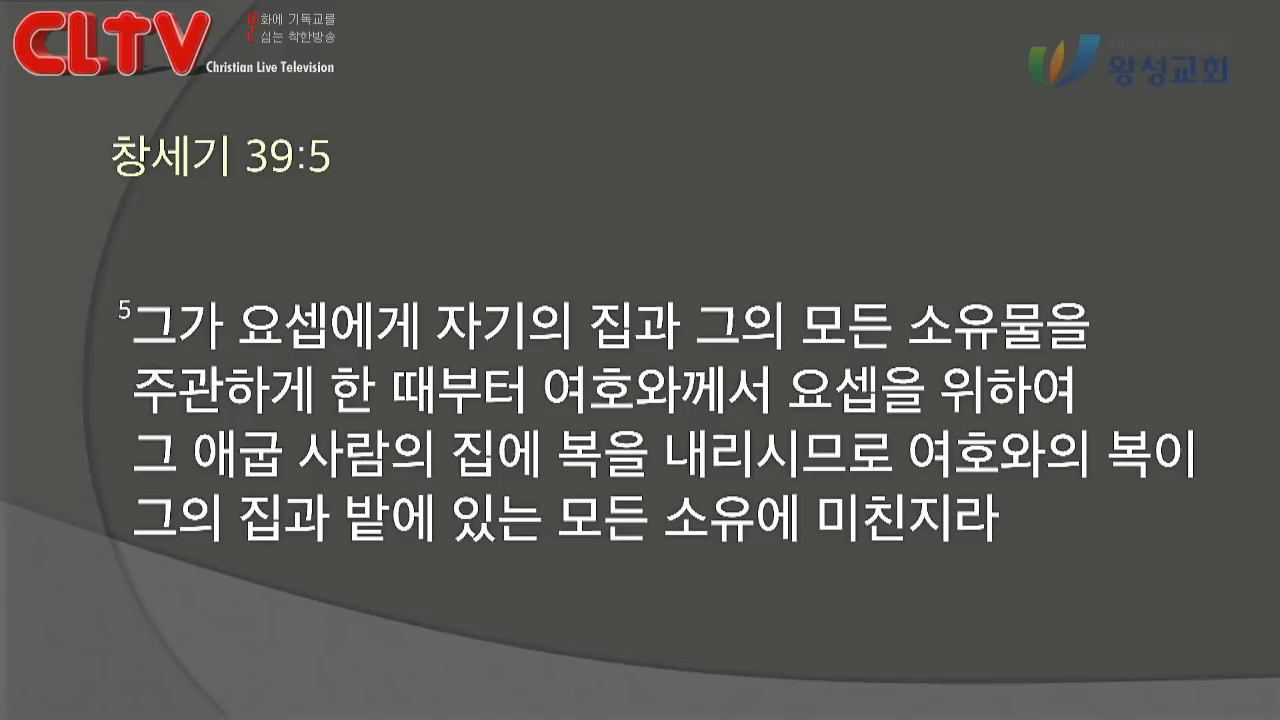 CLTV
문화에 기독교를
심는 착한방송
Christian Live Television
왕성교회
창세기 39:5
5 그가 요셉에게 자기의 집과 그의 모든 소유물을
주관하게 한 때부터 여호와께서 요셉을 위하여
그 애굽 사람의 집에 복을 내리시므로 여호와의 복이
그의 집과 밭에 있는 모든 소유에 미친지라